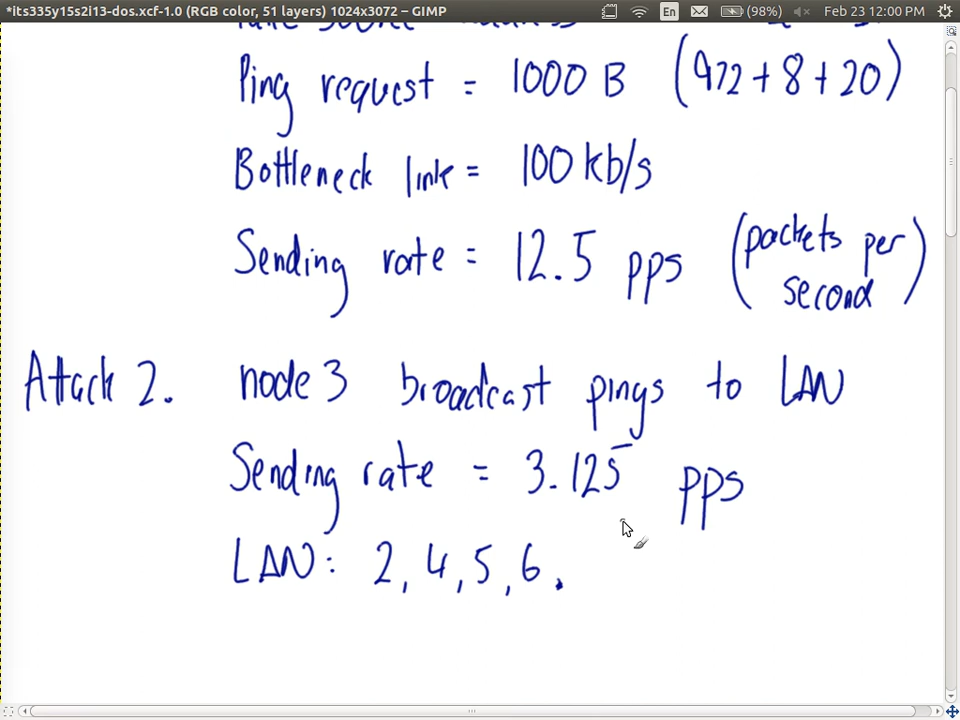 *its335y15s2i13-dos.xcf-1.0 (RGB color, 51 layers) 1024x3072 – GIMP En (98%) Feb 23 12:00 PM
Ping request = 1000 B (972 + 8 + 20)
Bottleneck link = 100 kb/s
Sending rate = 12.5 pps (packets per second)
Attack 2. node 3 broadcast pings to LAN
Sending rate = 3.125 pps
LAN: 2, 4, 5, 6.